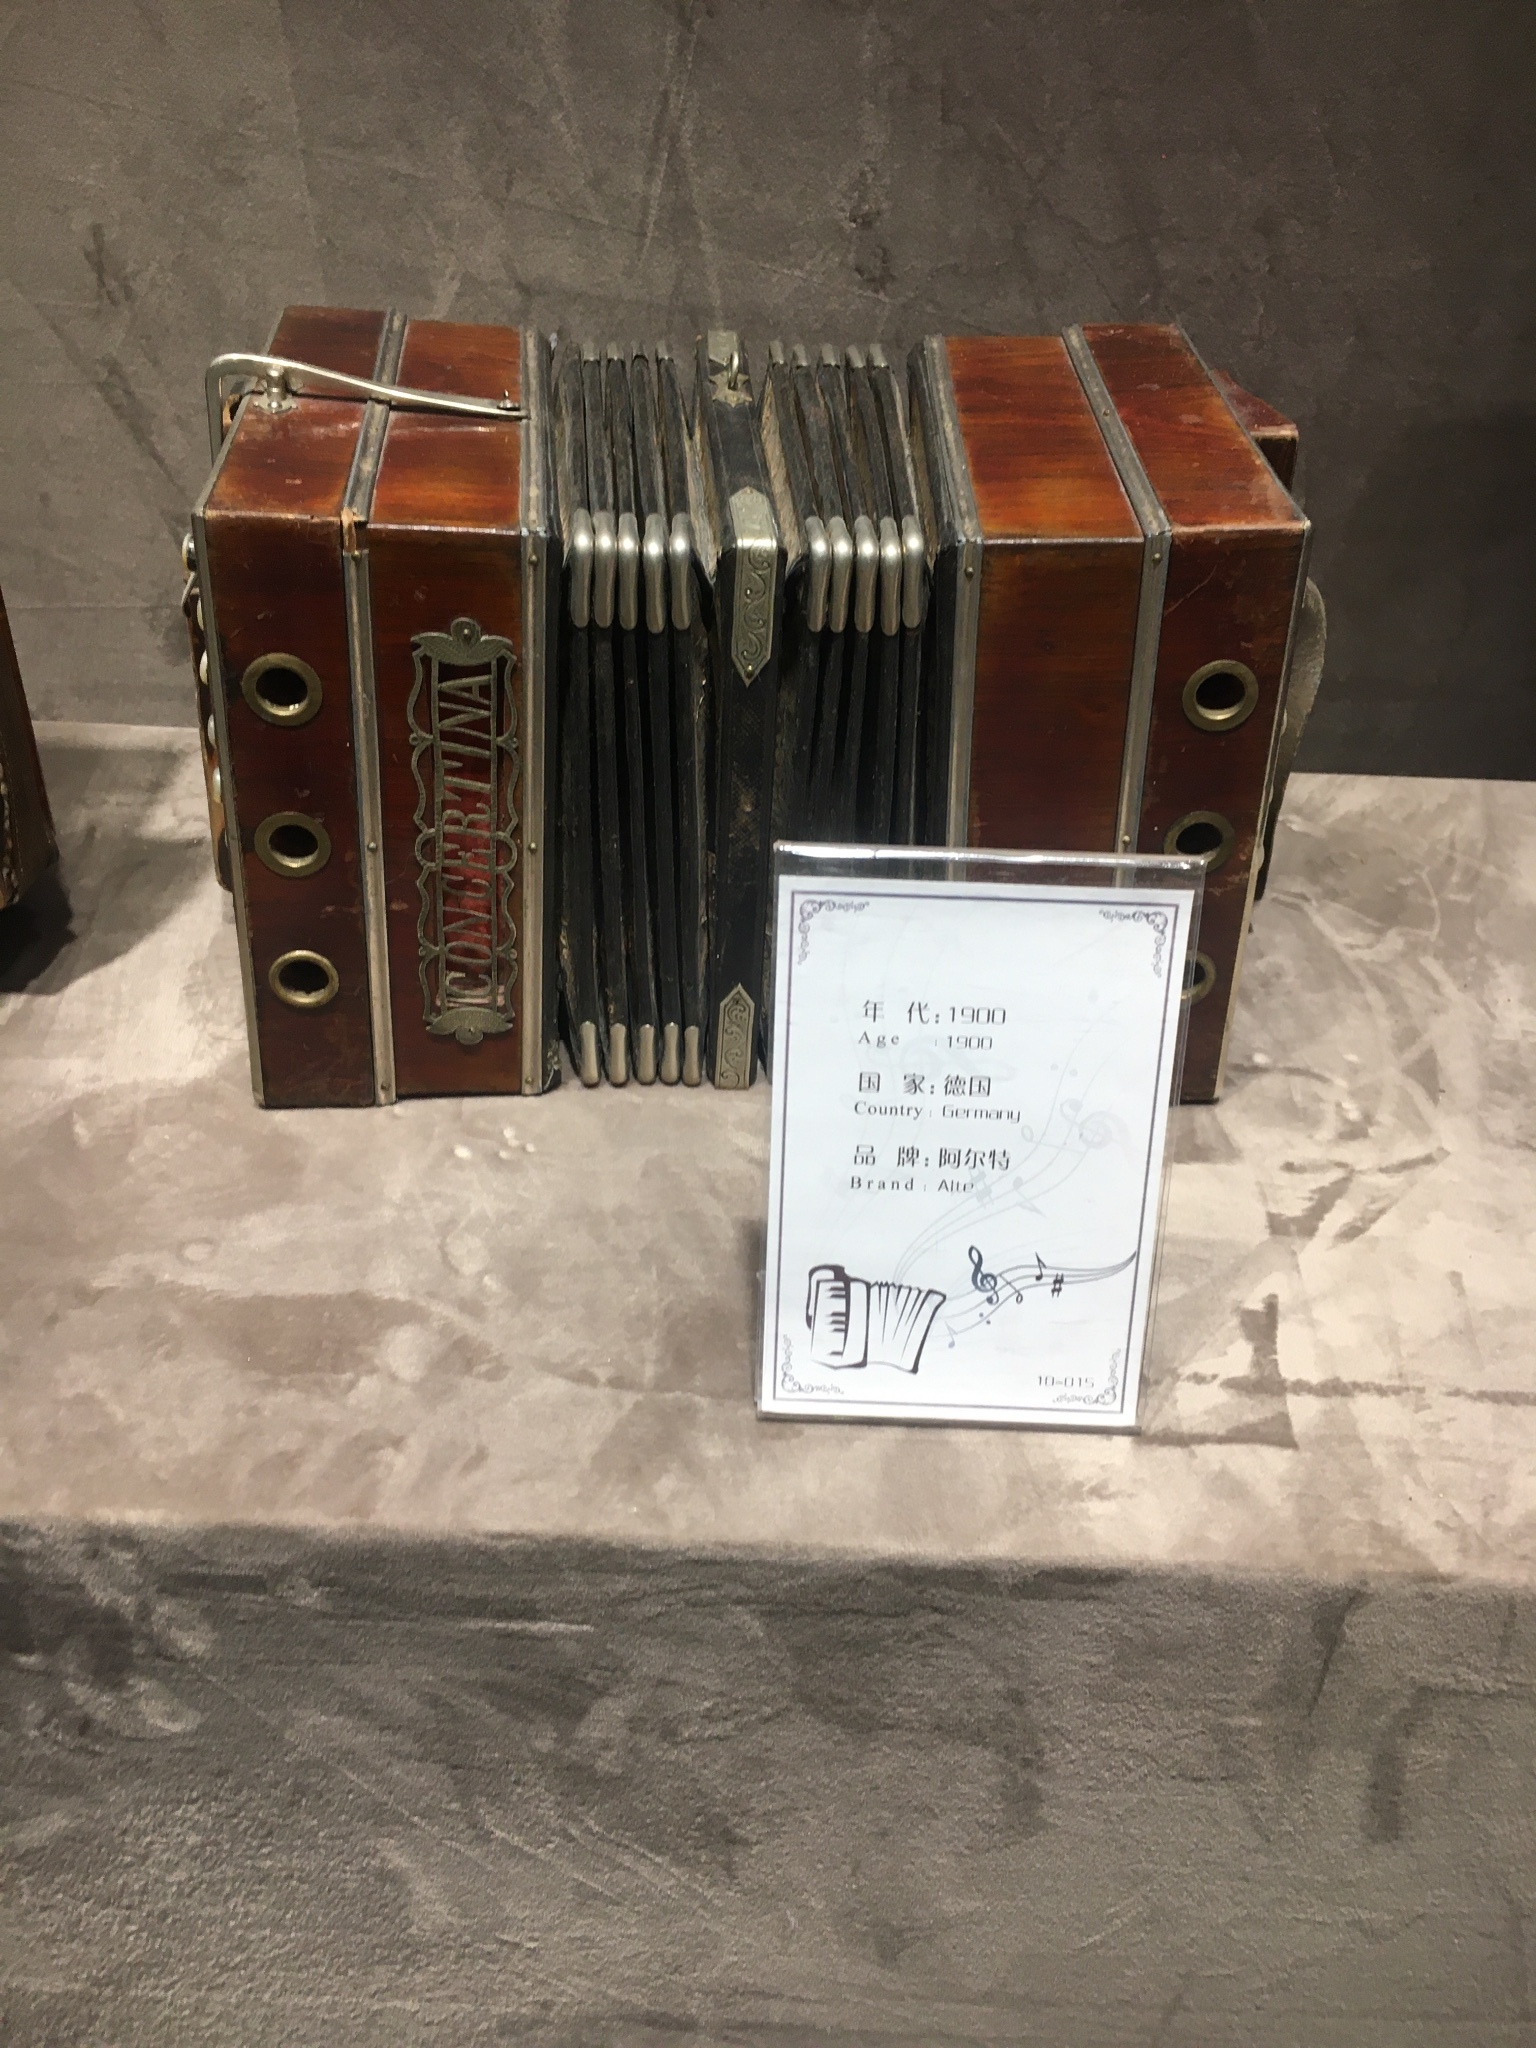 CONCERTINA
年 代：1900
Age : 1900
国 家：德国
Country : Germany
品 牌：阿尔特
Brand : Alte
10-015